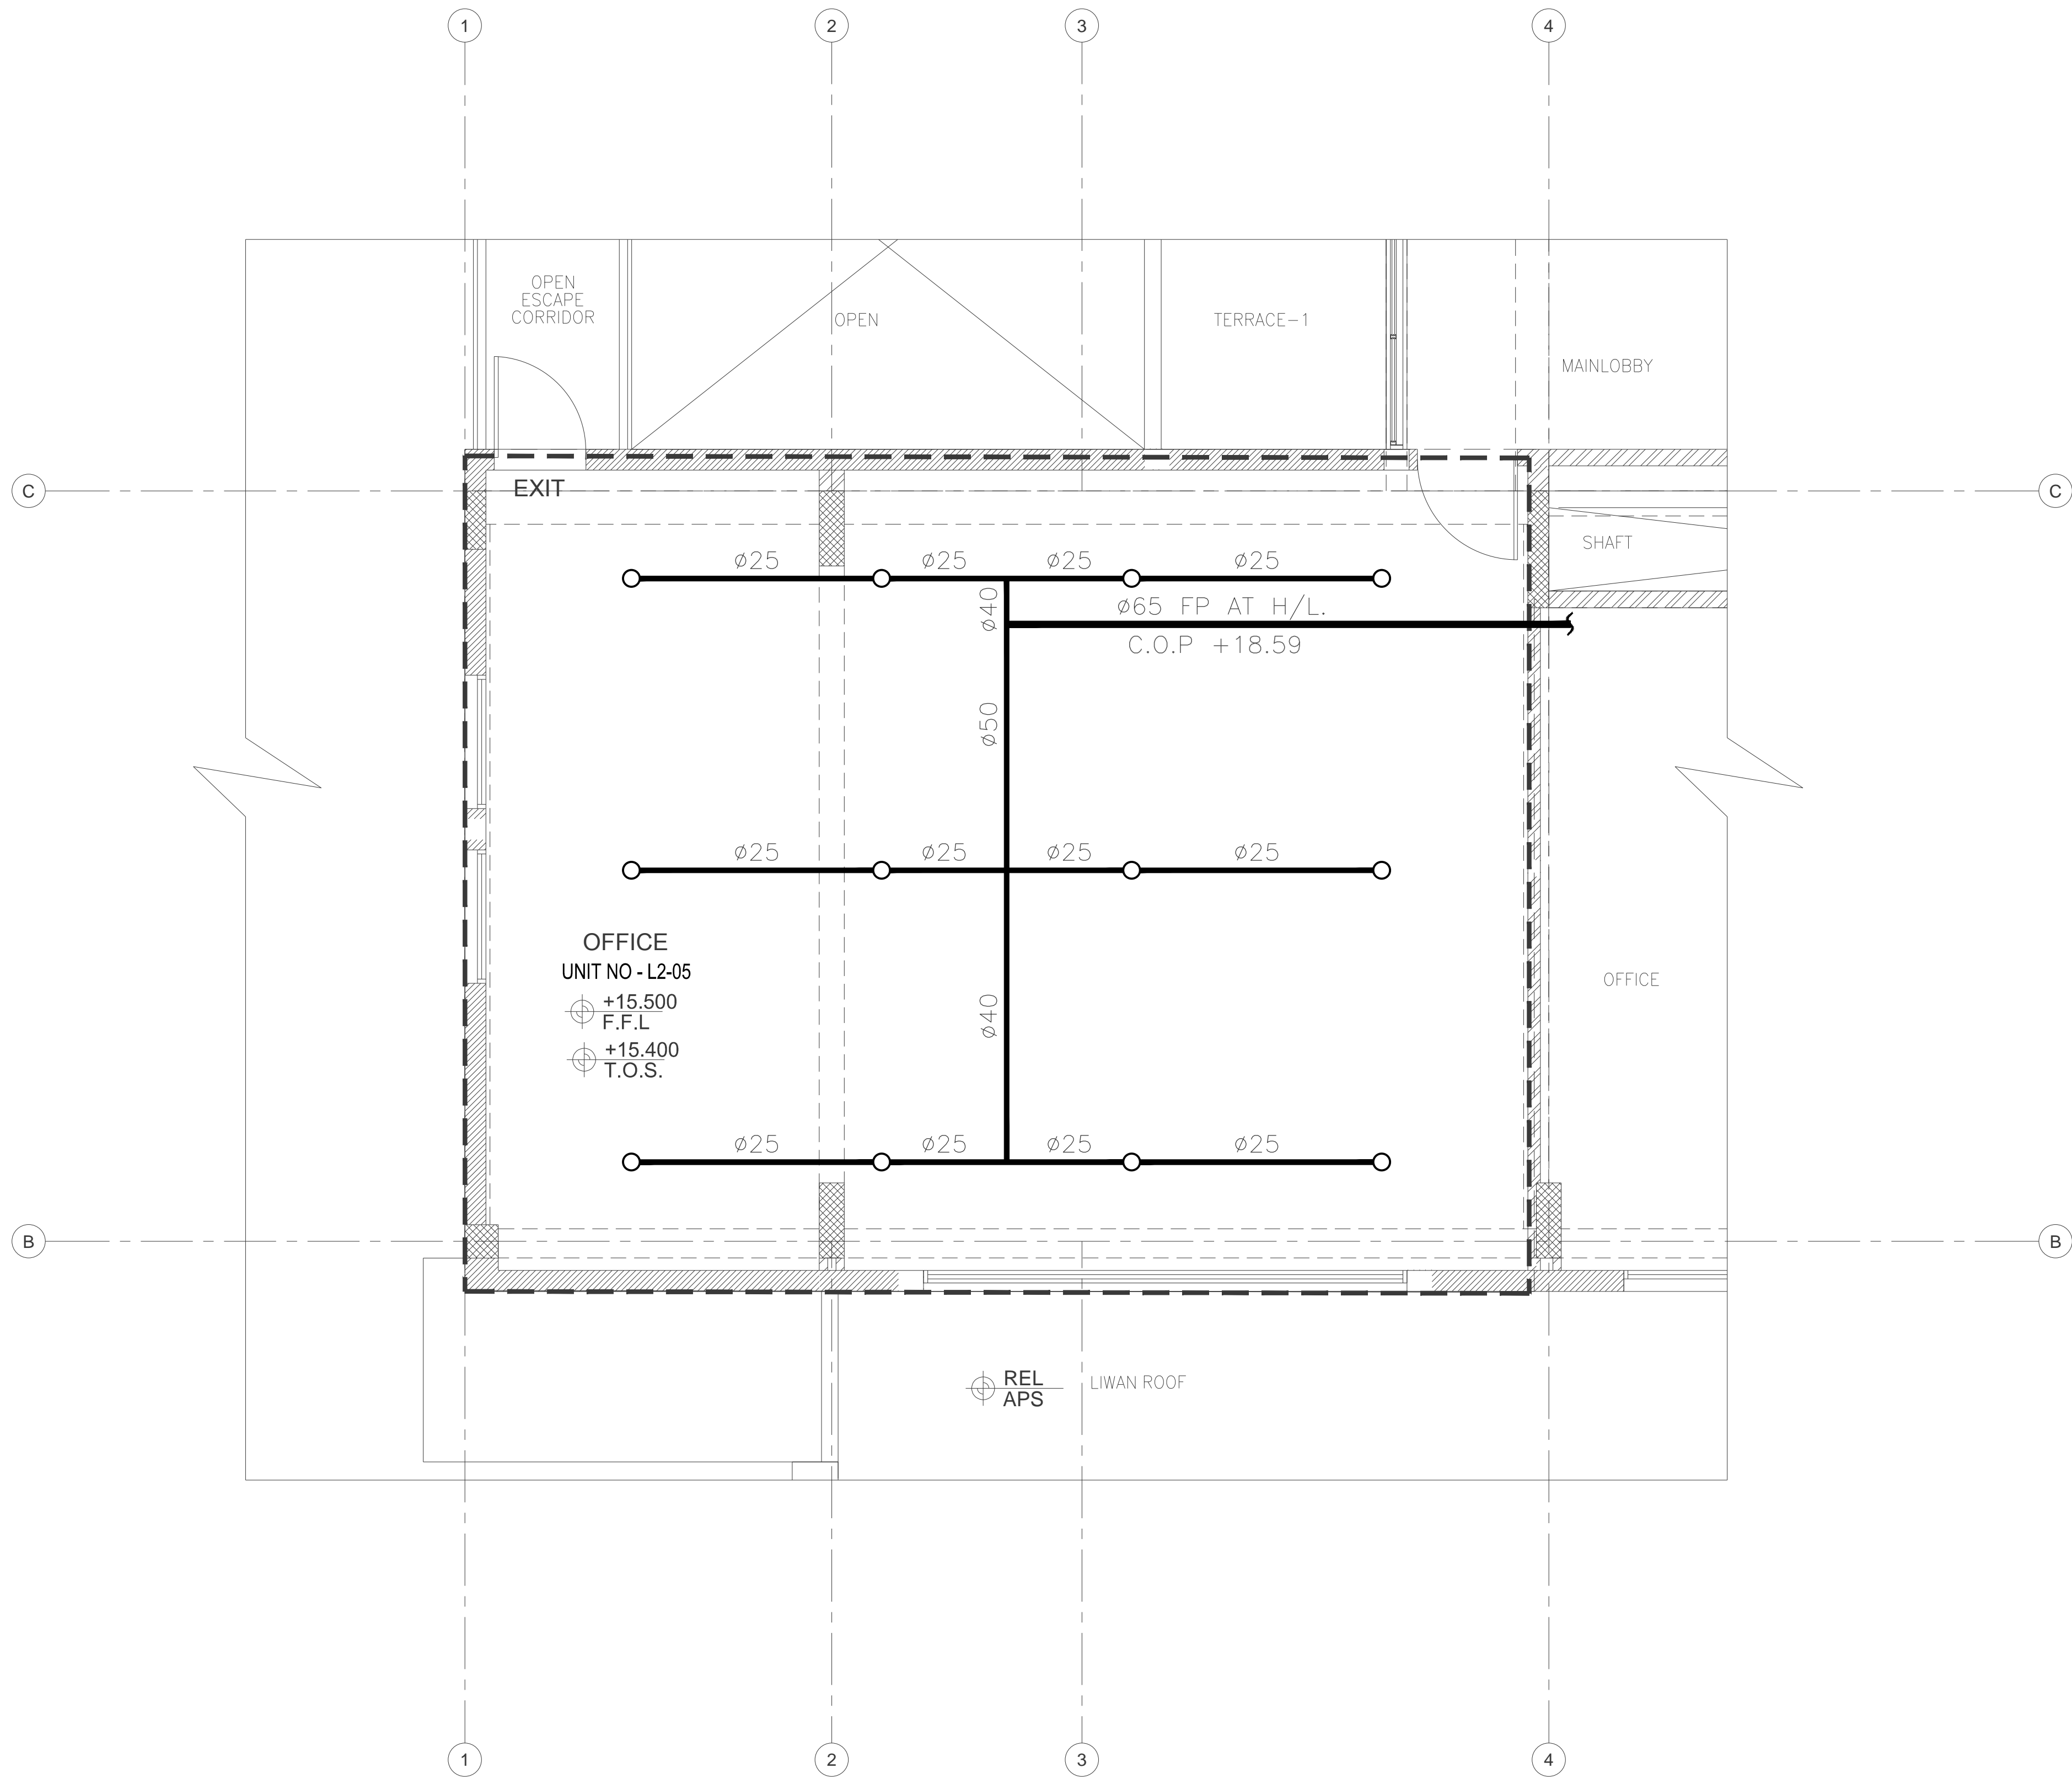 1 2 3 4
OPEN
ESCAPE
CORRIDOR
OPEN
TERRACE-1
MAINLOBBY
C EXIT C
SHAFT
ø25 ø25 ø25 ø25
ø40
ø65 FP AT H/L.
C.O.P +18.59
ø50
ø25 ø25 ø25 ø25
OFFICE
UNIT NO - L2-05
+15.500
F.F.L
+15.400
T.O.S.
ø40
OFFICE
ø25 ø25 ø25 ø25
B B
REL
APS
LIWAN ROOF
1 2 3 4